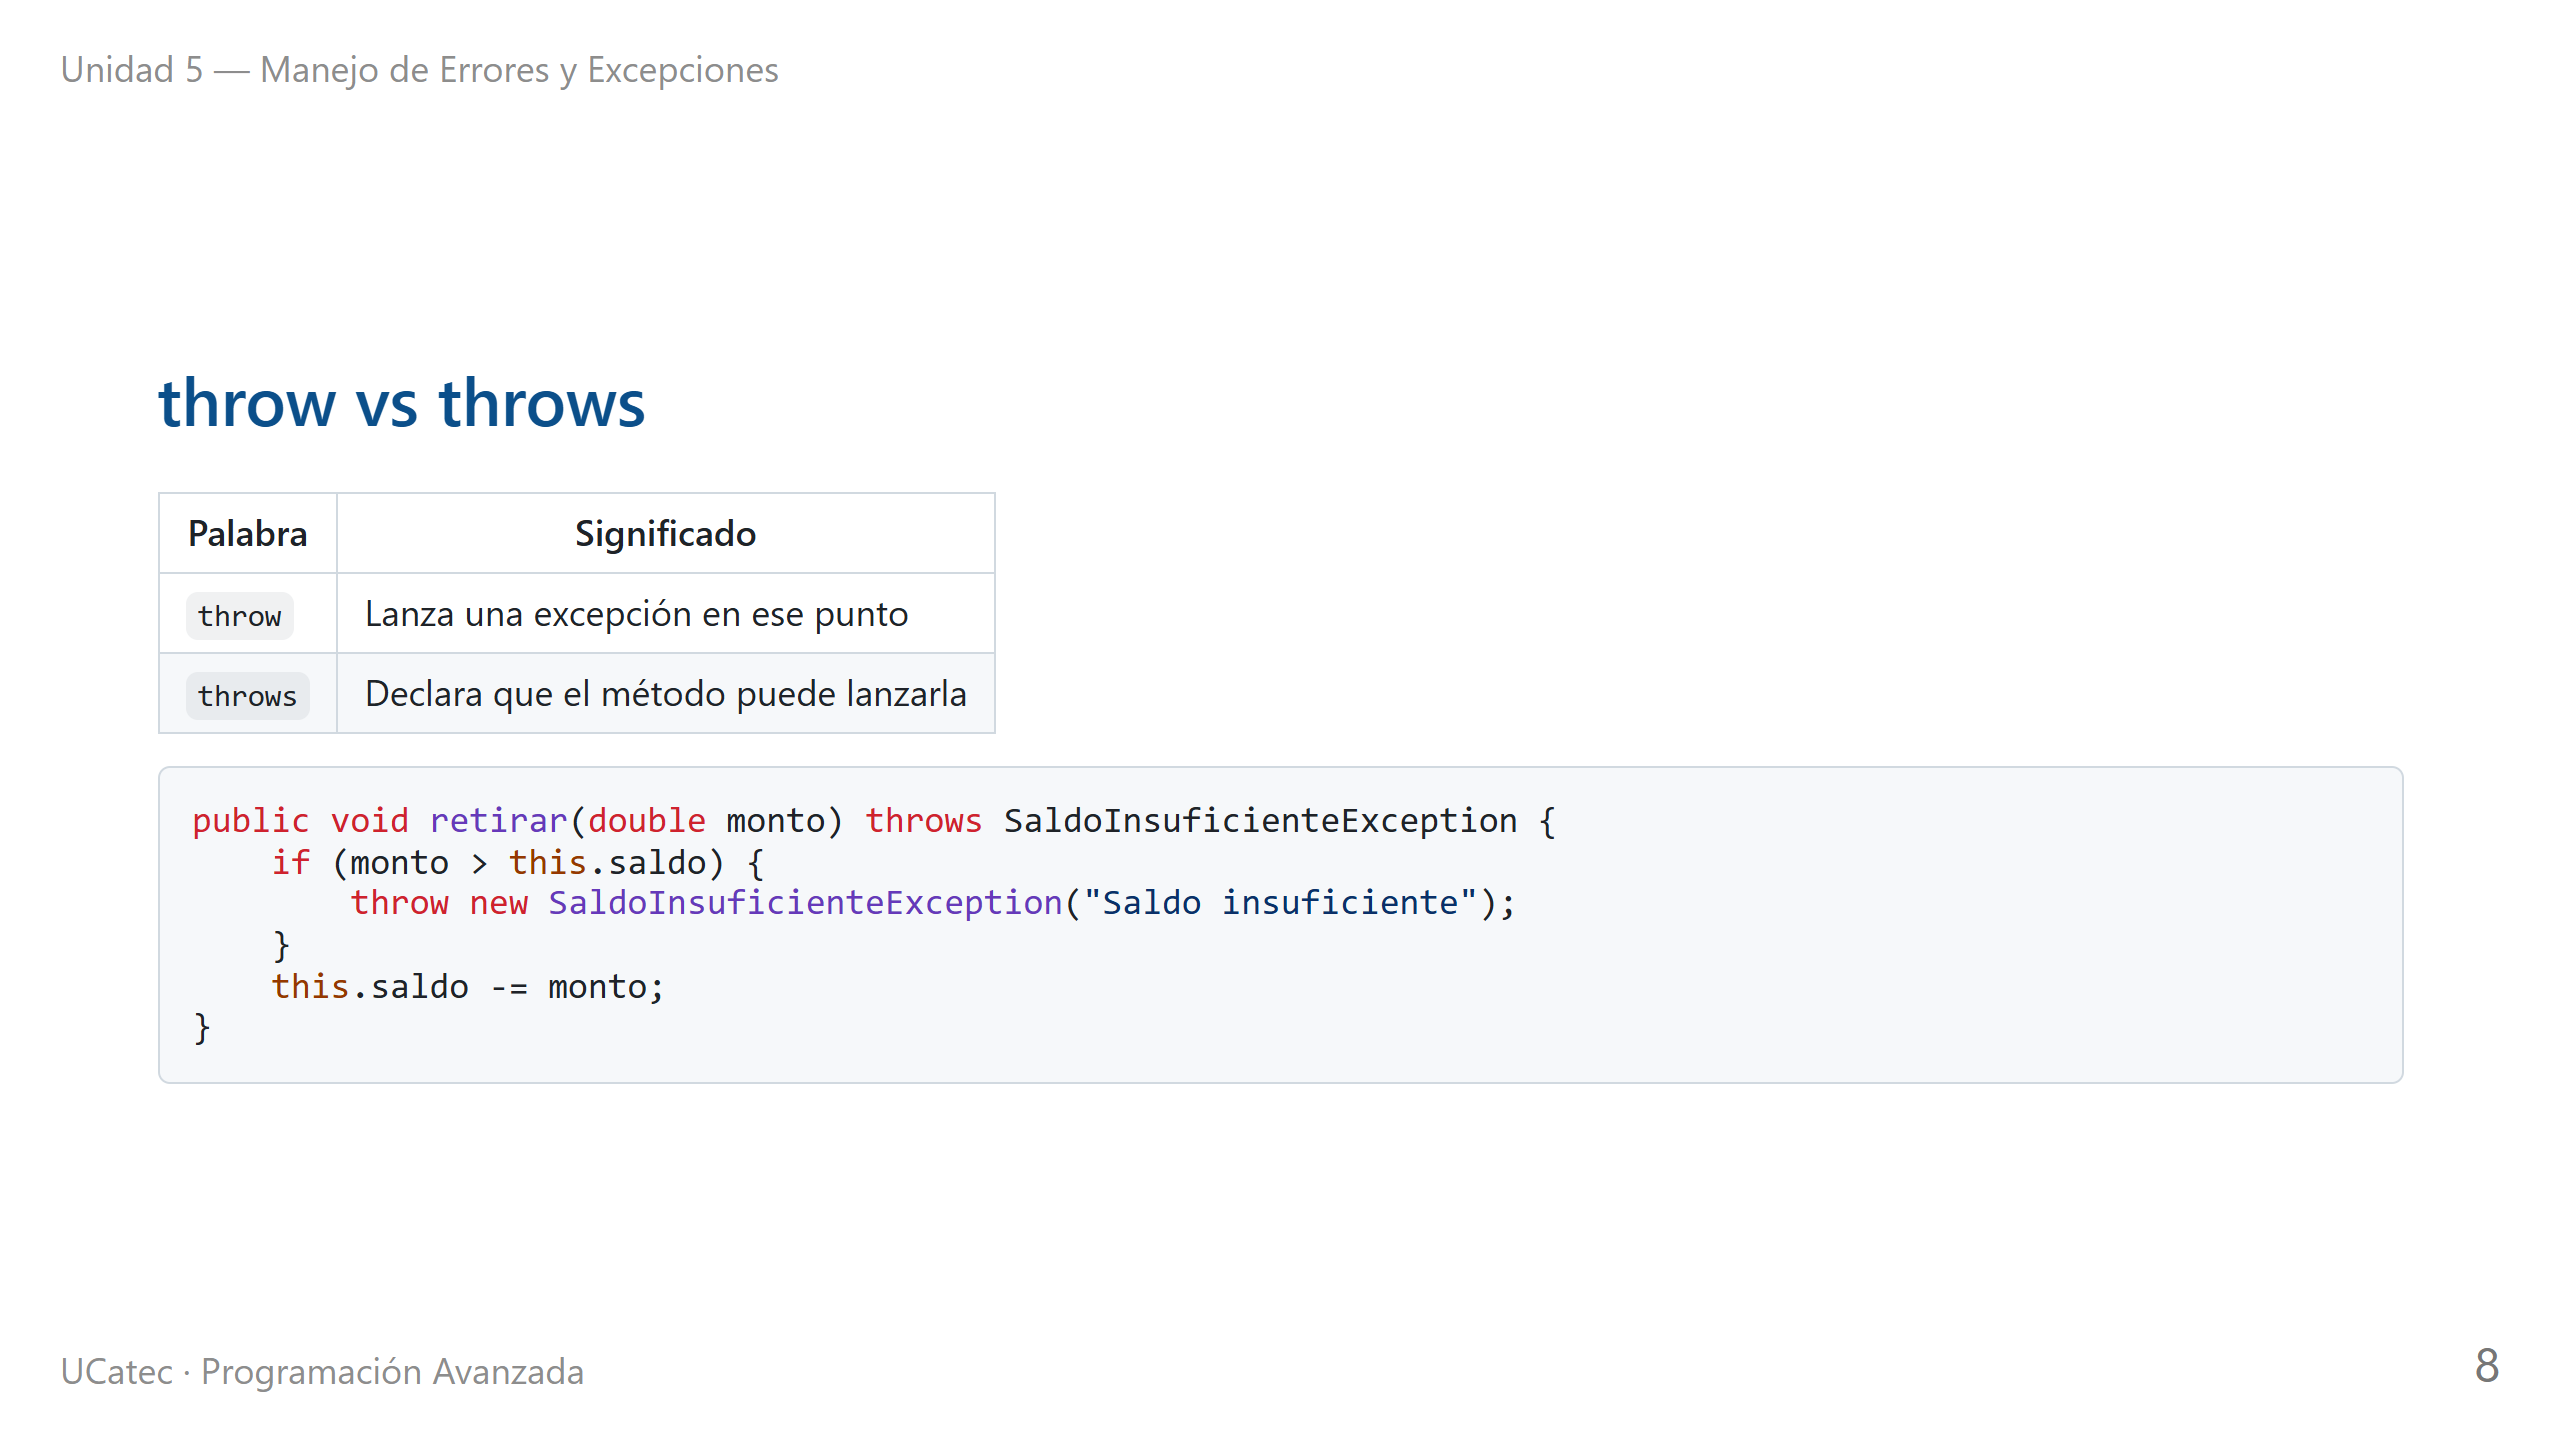 Unidad 5 — Manejo de Errores y Excepciones
throw vs throws
Palabra Significado
throw Lanza una excepción en ese punto
throws Declara que el método puede lanzarla
public void retirar(double monto) throws SaldoInsuficienteException {
    if (monto > this.saldo) {
        throw new SaldoInsuficienteException("Saldo insuficiente");
    }
    this.saldo -= monto;
}
UCatec · Programación Avanzada
8